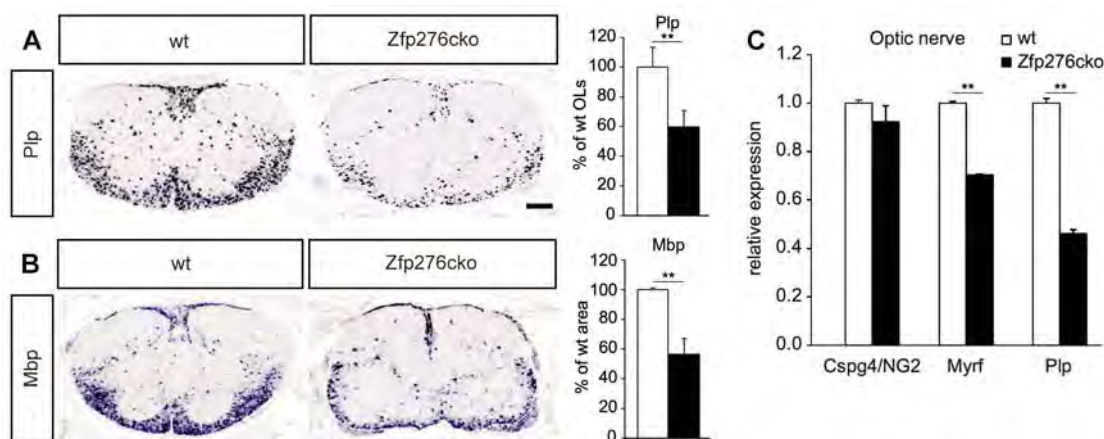 A
wt
Zfp276cko
Plp
Plp
**
% of wt OLs
120
100
80
60
40
20
0
B
wt
Zfp276cko
Mbp
Mbp
**
% of wt area
120
100
80
60
40
20
0
C
Optic nerve
wt
Zfp276cko
**
**
relative expression
1.2
1.0
0.8
0.6
0.4
0.2
0.0
Cspg4/NG2 Myrf Plp